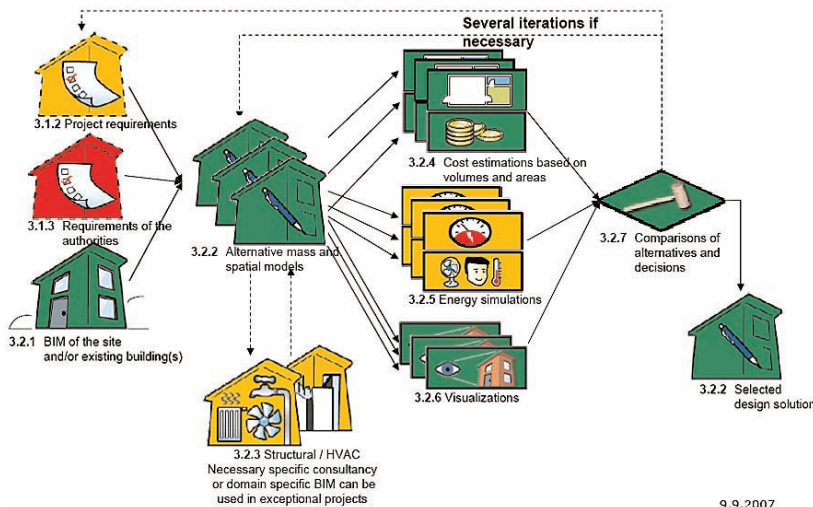 Several iterations if
necessary
3.1.2 Project requirements
3.1.3 Requirements of the
authorities
3.2.1 BIM of the site
and/or existing building(s)
3.2.2 Alternative mass and
spatial models
3.2.3 Structural / HVAC
Necessary specific consultancy
or domain specific BIM can be
used in exceptional projects
3.2.4 Cost estimations based on
volumes and areas
3.2.5 Energy simulations
3.2.6 Visualizations
3.2.7 Comparisons of
alternatives and
decisions
3.2.2 Selected
design solution
9.9.2007